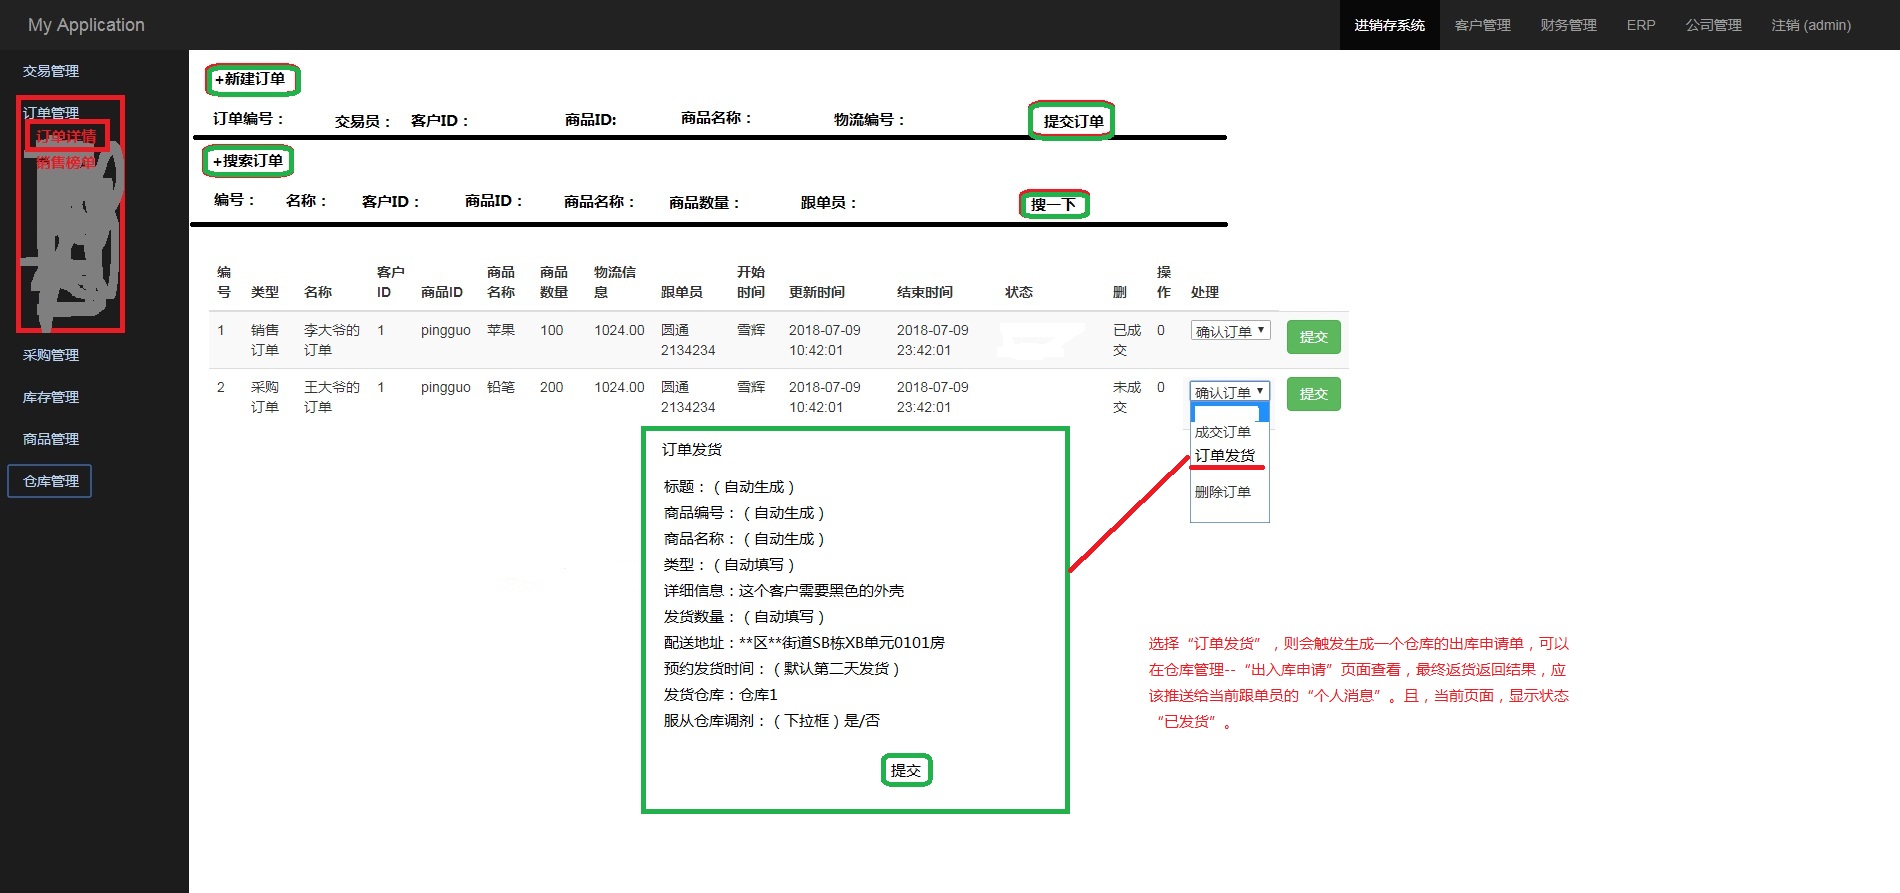 My Application
进销存系统 客户管理 财务管理 ERP 公司管理 注销 (admin)
交易管理
订单管理
订单详情
销售榜单
采购管理
库存管理
商品管理
仓库管理
+新建订单
订单编号： 交易员： 客户ID： 商品ID: 商品名称： 物流编号： 提交订单
+搜索订单
编号： 名称： 客户ID： 商品ID： 商品名称： 商品数量： 跟单员： 搜一下
编号 类型 名称 客户ID 商品ID 商品名称 商品数量 物流信息 跟单员 开始时间 更新时间 结束时间 状态 删 操作 处理
1 销售订单 李大爷的订单 1 pingguo 苹果 100 1024.00 圆通2134234 雪辉 2018-07-09 10:42:01 2018-07-09 23:42:01 已成交 0 确认订单 提交
2 采购订单 王大爷的订单 1 pingguo 铅笔 200 1024.00 圆通2134234 雪辉 2018-07-09 10:42:01 2018-07-09 23:42:01 未成交 0 确认订单 提交
成交订单
订单发货
删除订单
订单发货
标题：（自动生成）
商品编号：（自动生成）
商品名称：（自动生成）
类型：（自动填写）
详细信息：这个客户需要黑色的外壳
发货数量：（自动填写）
配送地址：**区**街道SB栋XB单元0101房
预约发货时间：（默认第二天发货）
发货仓库：仓库1
服从仓库调剂：（下拉框）是/否
提交
选择“订单发货”，则会触发生成一个仓库的出库申请单，可以
在仓库管理--“出入库申请”页面查看，最终返货返回结果，应
该推送给当前跟单员的“个人消息”。且，当前页面，显示状态
“已发货”。